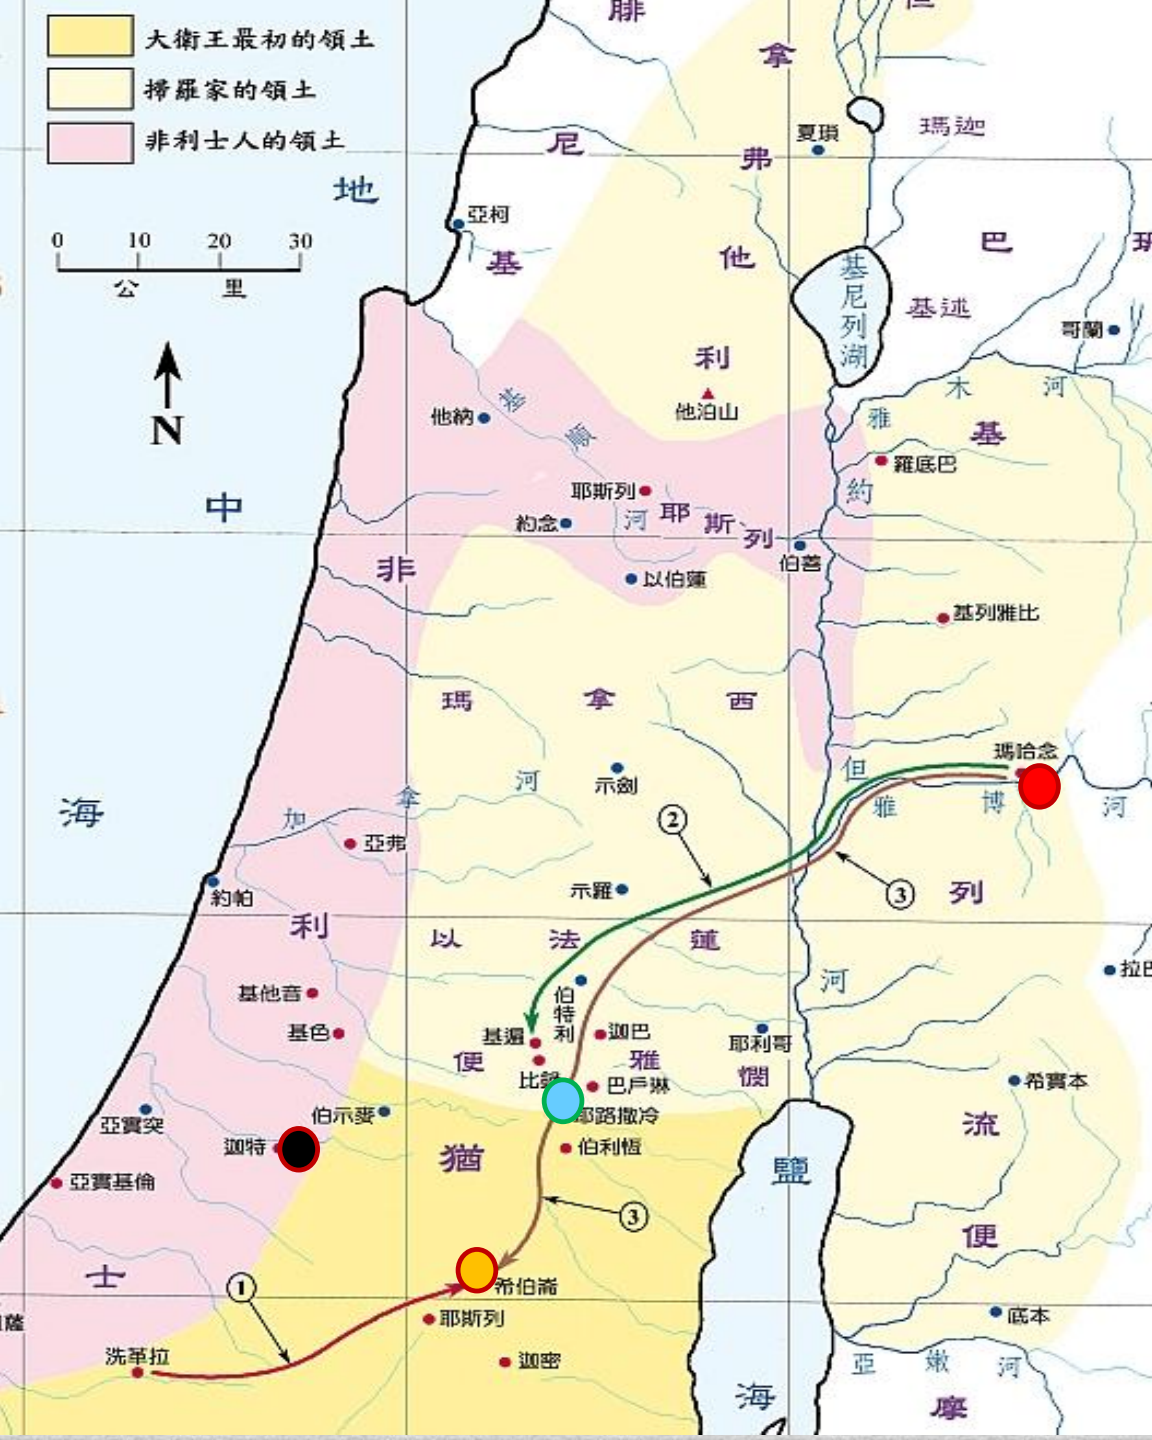 大衛王最初的領土
掃羅家的領土
非利士人的領土
0 10 20 30
公里
N
地
中
海
腓
尼
基
亞柯
拿
弗
他
利
夏瑣
瑪迦
巴
基述
哥蘭
基尼列湖
雅
木
河
他泊山
他納
基
順
河
耶斯列
約念
耶
斯
列
伯善
以伯蓮
羅底巴
基
約
基列雅比
非
瑪
拿
西
示劍
瑪哈念
但
雅
博
河
加
拿
河
亞弗
約帕
②
③
示羅
列
利
以
法
蓮
河
基他音
基色
伯特利
基遍
迦巴
耶利哥
便
雅
憫
巴戶琳
耶路撒冷
伯利恆
希實本
亞實突
伯示麥
迦特
亞實基倫
猶
鹽
流
便
③
士
①
希伯崙
耶斯列
洗革拉
迦密
底本
亞
嫩
河
海
摩